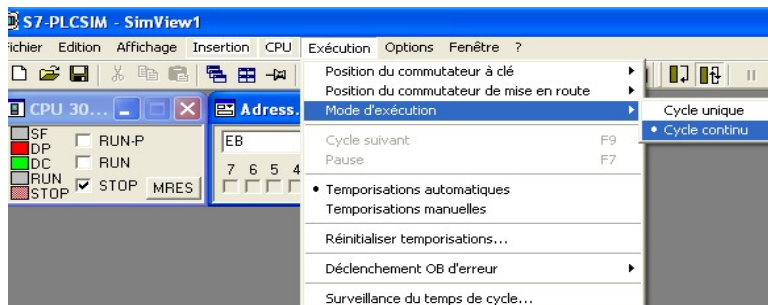 S7-PLCSIM - SimView1
Fichier Edition Affichage Insertion CPU Exécution Options Fenêtre ?
CPU 30...
Adress.
SF
DP
DC
RUN
STOP
RUN-P
RUN
STOP
MRES
EB
7 6 5 4
Position du commutateur à clé
Position du commutateur de mise en route
Mode d'exécution
Cycle suivant F9
Pause F7
Temporisations automatiques
Temporisations manuelles
Réinitialiser temporisations...
Déclenchement OB d'erreur
Surveillance du temps de cycle...
Cycle unique
Cycle continu